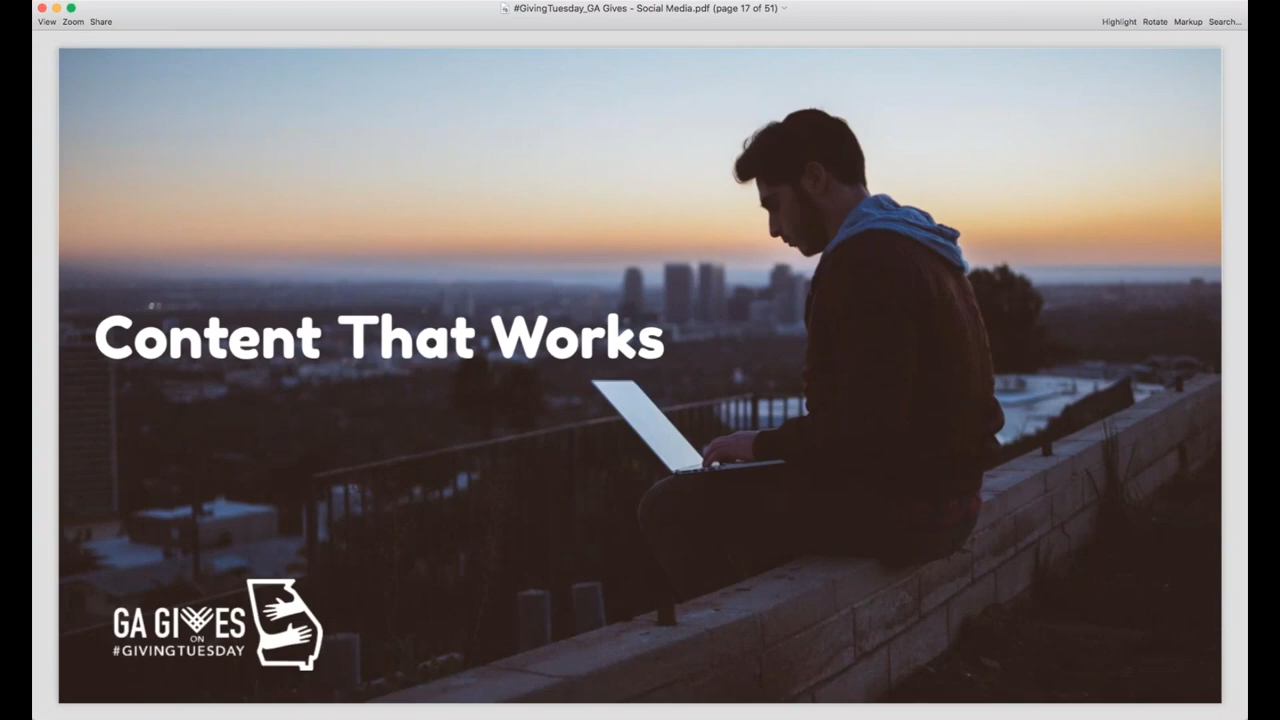 #GivingTuesday_GA Gives - Social Media.pdf (page 17 of 51)
View Zoom Share
Highlight Rotate Markup Search...
Content That Works
GA GIVES
ON
#GIVINGTUESDAY